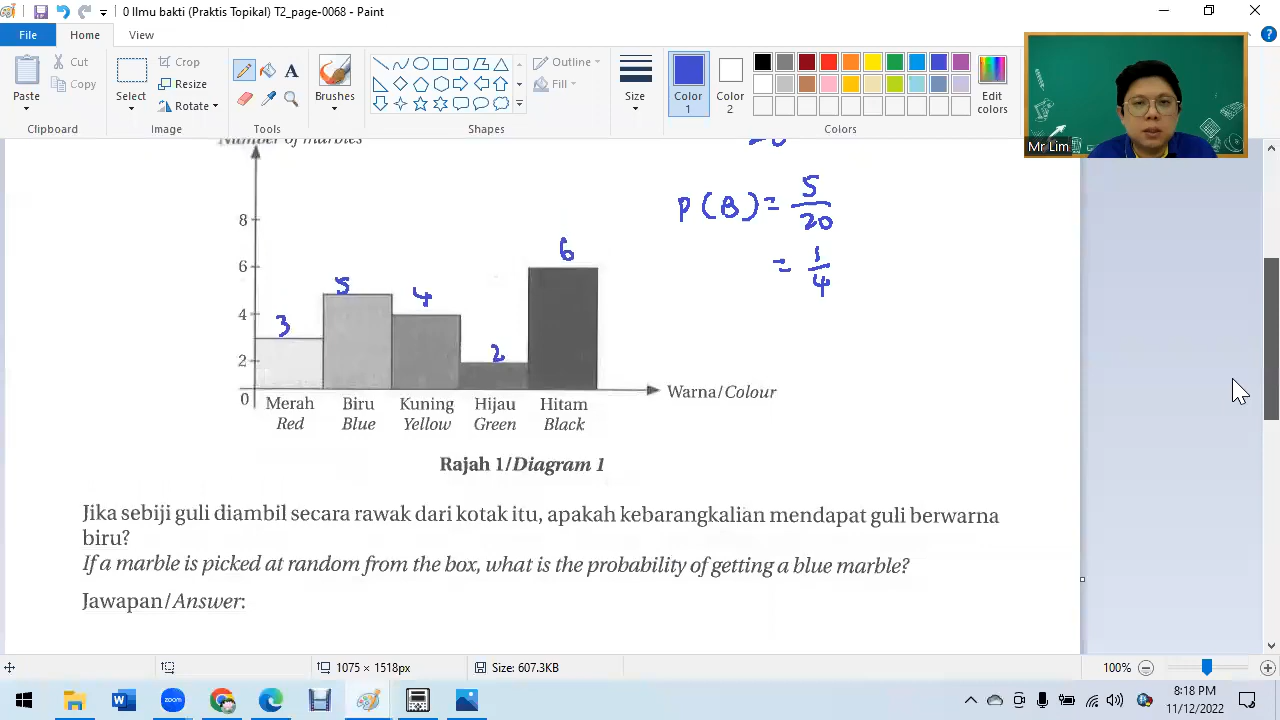 0 Ilmu bakti (Praktis Topikal) T2_page-0068 - Paint
File Home View
Paste Cut Copy Clipboard
Select Crop Resize Rotate Image
Tools
Brushes
Outline Fill Shapes
Size
Color 1 Color 2 Edit colors Colors
Mr Lim
Number of marbles
20
P (B) = 5/20
= 1/4
8
6
4
2
0
3 5 4 2 6
Merah Biru Kuning Hijau Hitam
Red Blue Yellow Green Black
Warna/Colour
Rajah 1/Diagram 1
Jika sebiji guli diambil secara rawak dari kotak itu, apakah kebarangkalian mendapat guli berwarna
biru?
If a marble is picked at random from the box, what is the probability of getting a blue marble?
Jawapan/Answer:
1075 × 1518px
Size: 607.3KB
100%
zoom
8:18 PM
11/12/2022